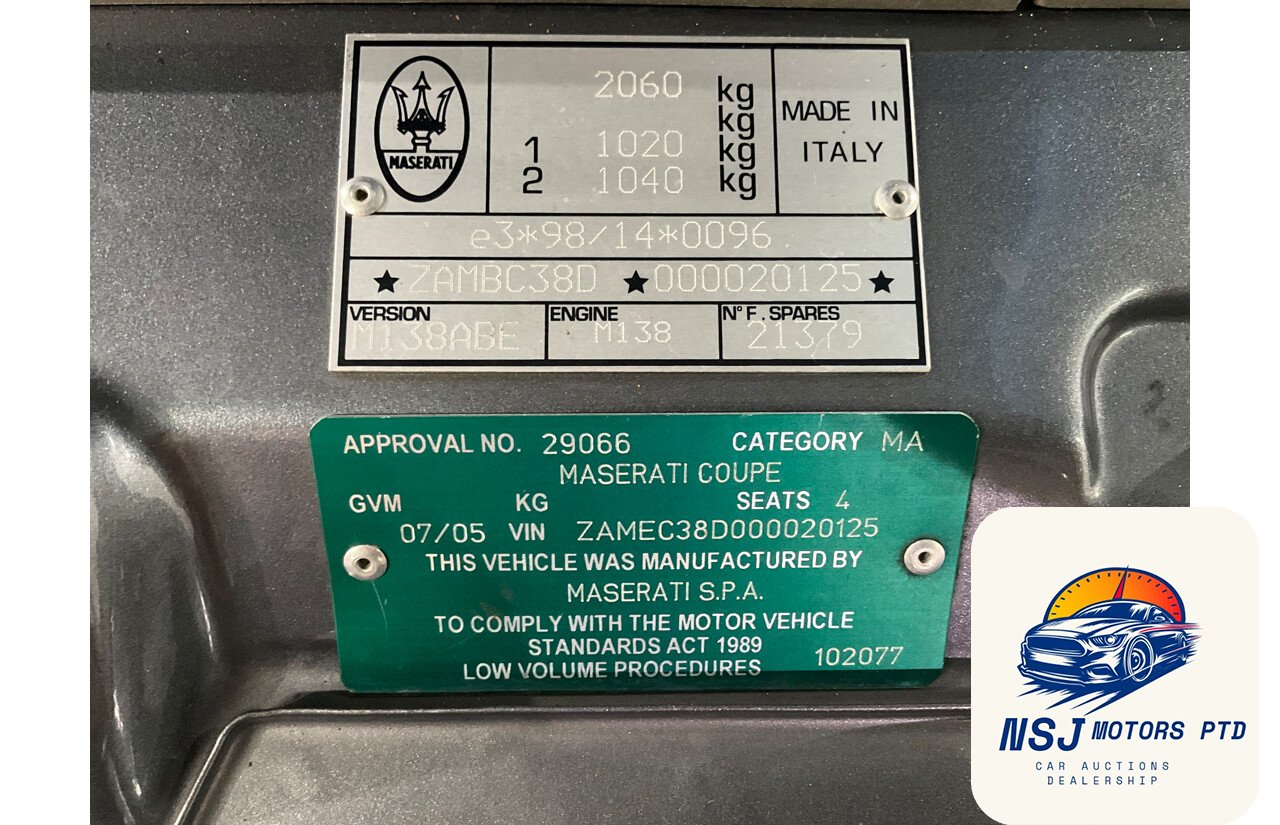 2060 kg
kg
1 1020 kg
2 1040 kg
MADE IN
ITALY
MASERATI
e3*98/14*0096
★ZAMBC38D ★000020125★
VERSION ENGINE N° F. SPARES
M138ABE M138 21379
APPROVAL NO. 29066 CATEGORY MA
MASERATI COUPE
GVM KG SEATS 4
07/05 VIN ZAMEC38D000020125
THIS VEHICLE WAS MANUFACTURED BY
MASERATI S.P.A.
TO COMPLY WITH THE MOTOR VEHICLE
STANDARDS ACT 1989
LOW VOLUME PROCEDURES 102077
NSJ MOTORS PTD
CAR AUCTIONS
DEALERSHIP